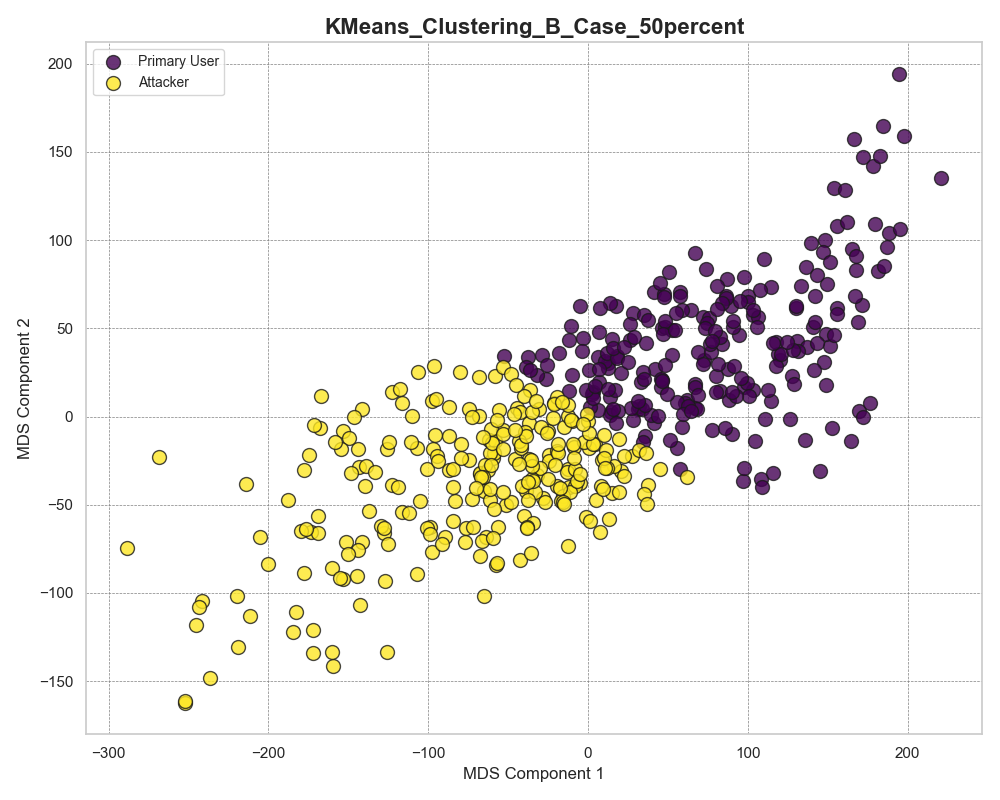 KMeans_Clustering_B_Case_50percent
Primary User
Attacker
200
150
100
50
0
−50
−100
−150
MDS Component 2
−300
−200
−100
0
100
200
MDS Component 1